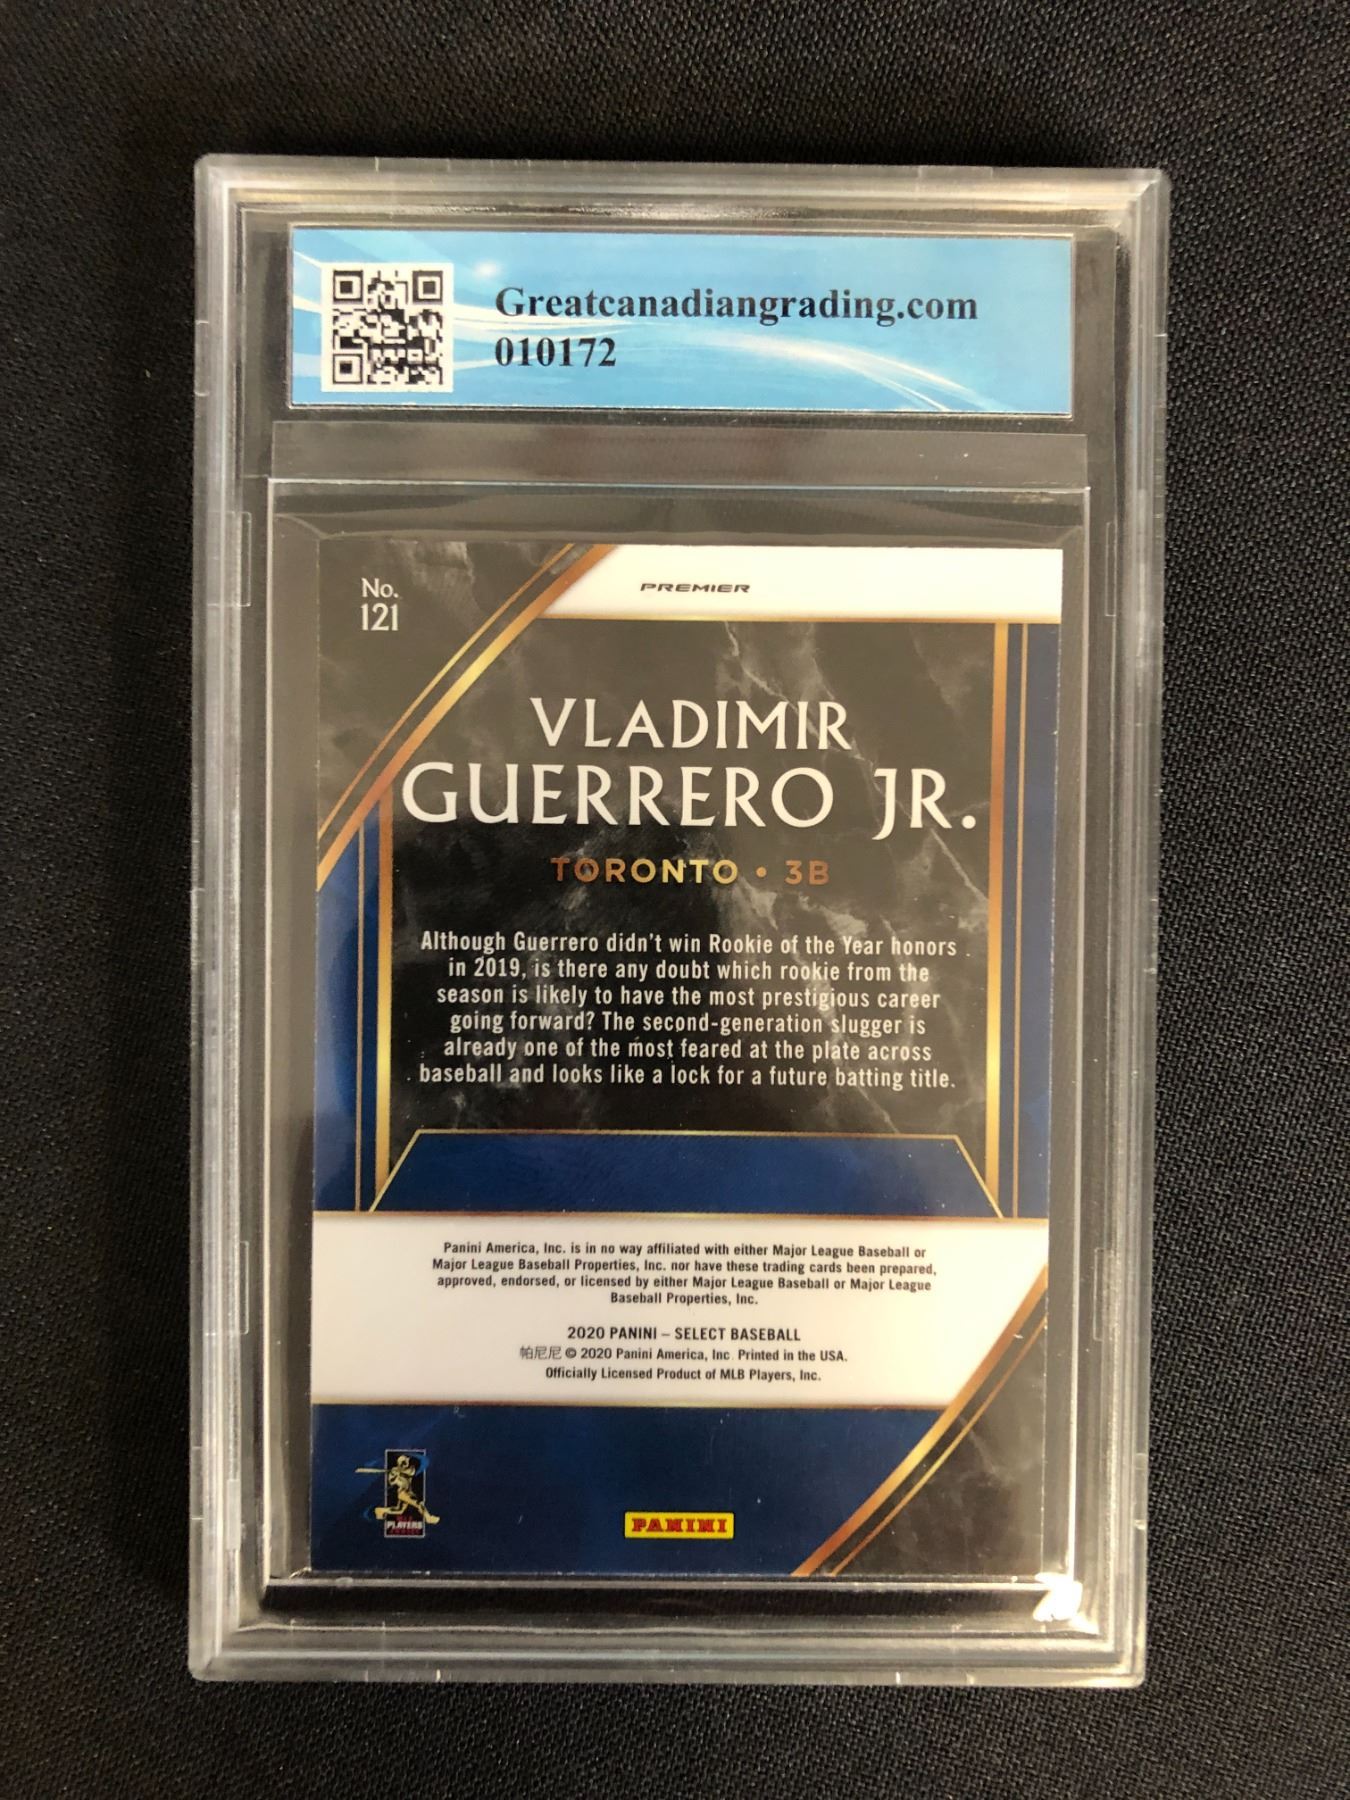 Greatcanadiangrading.com
010172
No.
121
PREMIER
VLADIMIR
GUERRERO JR.
TORONTO • 3B
Although Guerrero didn't win Rookie of the Year honors
in 2019, is there any doubt which rookie from the
season is likely to have the most prestigious career
going forward? The second-generation slugger is
already one of the most feared at the plate across
baseball and looks like a lock for a future batting title.
Panini America, Inc. is in no way affiliated with either Major League Baseball or
Major League Baseball Properties, Inc. nor have these trading cards been prepared,
approved, endorsed, or licensed by either Major League Baseball or Major League
Baseball Properties, Inc.
2020 PANINI – SELECT BASEBALL
帕尼尼 © 2020 Panini America, Inc. Printed in the USA.
Officially Licensed Product of MLB Players, Inc.
PLAYERS
PANINI